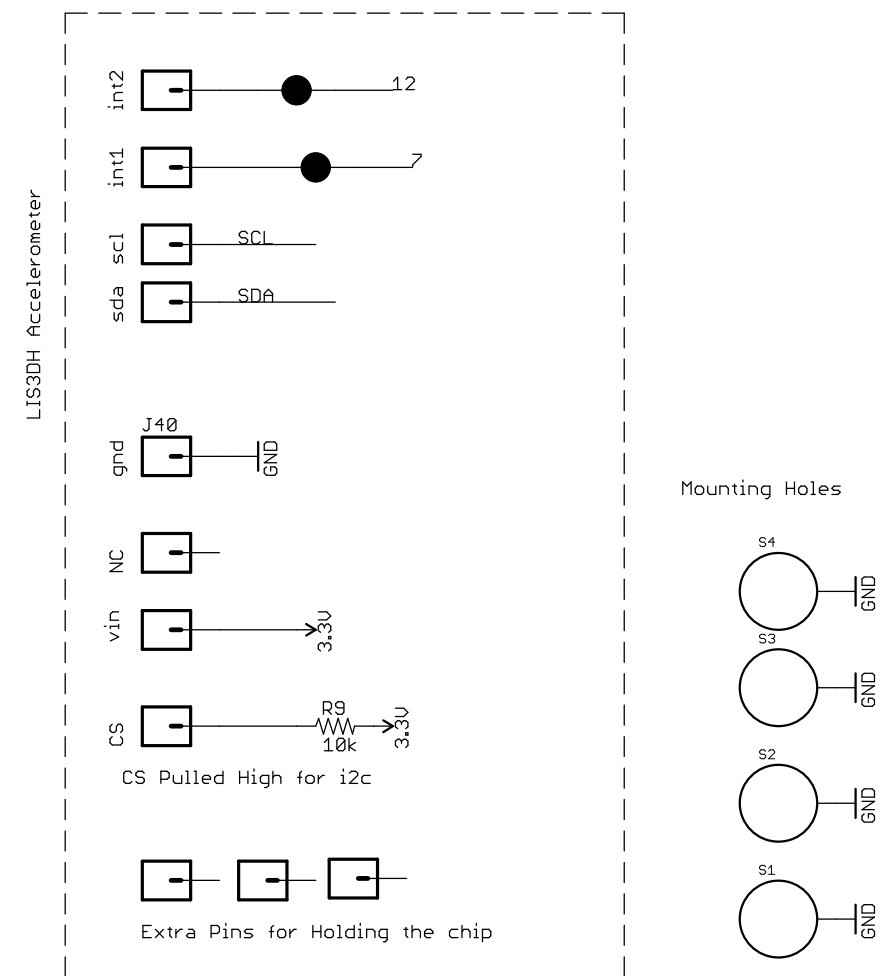 LIS3DH Accelerometer
int2
12
int1
7
scl
SCL
sda
SDA
J40
gnd
GND
NC
vin
3.3V
CS
R9
10k
3.3V
CS Pulled High for i2c
Extra Pins for Holding the chip
Mounting Holes
S4
GND
S3
GND
S2
GND
S1
GND